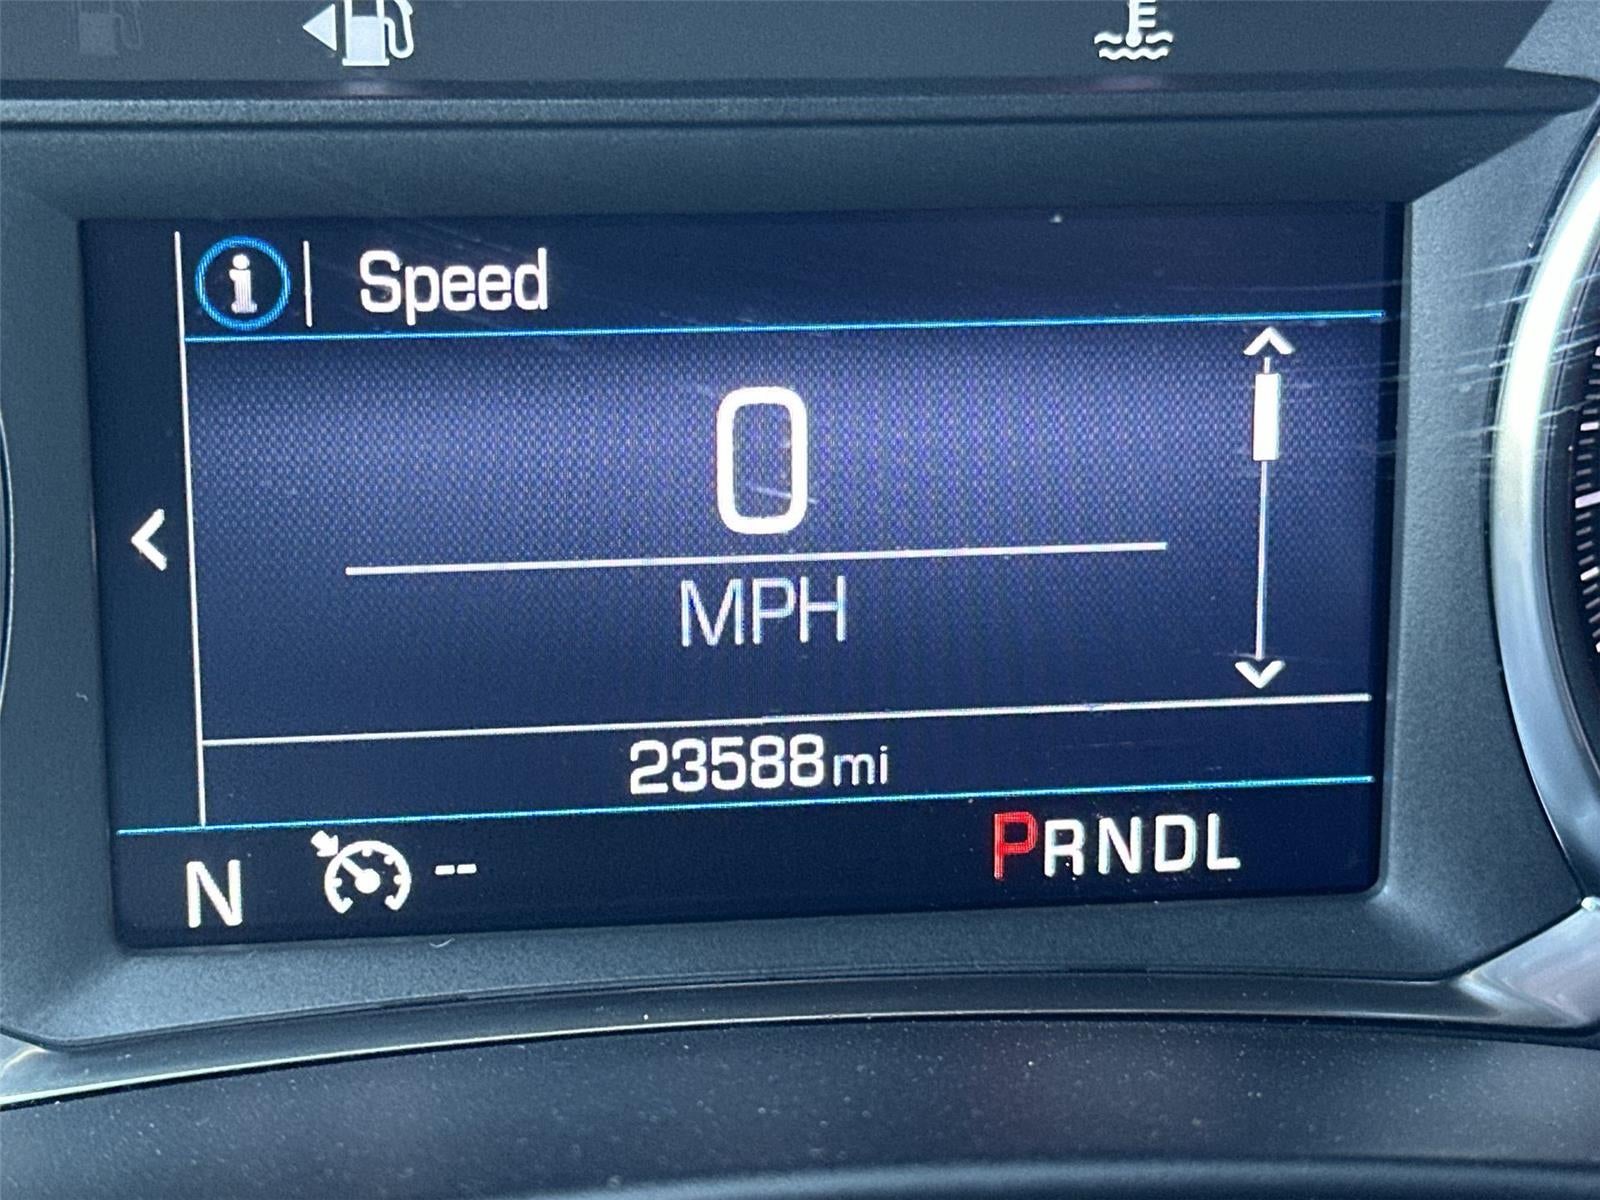 i Speed
0
MPH
23588mi
N -- PRNDL